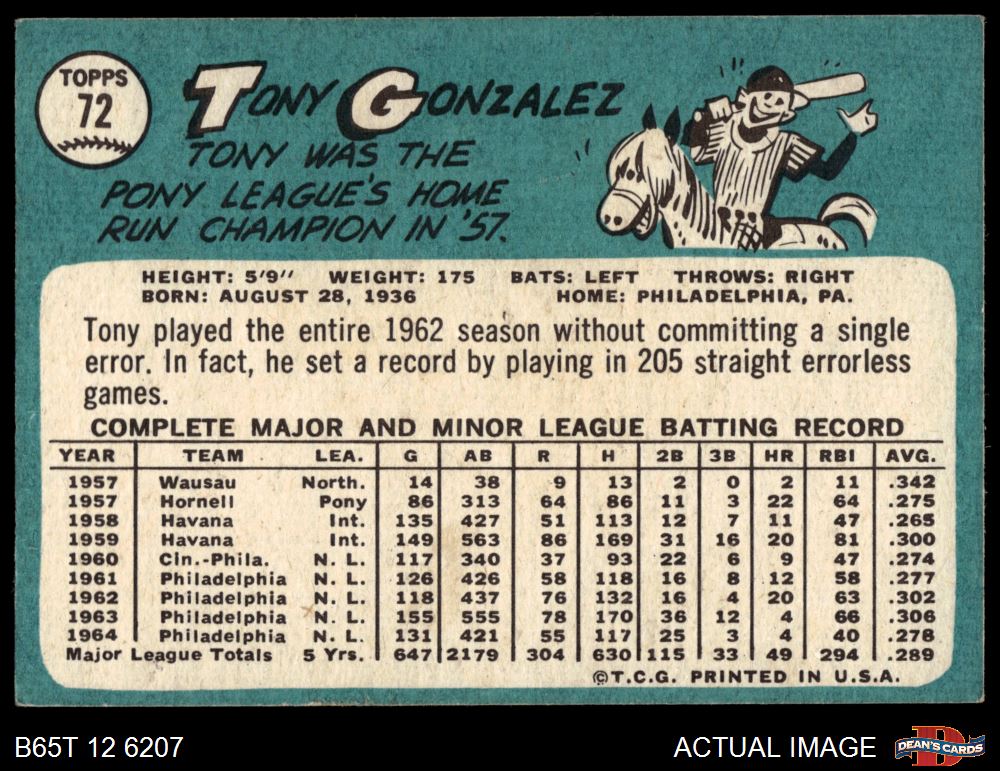 TOPPS
72
TONY GONZALEZ
TONY WAS THE
PONY LEAGUE'S HOME
RUN CHAMPION IN '57.
HEIGHT: 5'9" WEIGHT: 175 BATS: LEFT THROWS: RIGHT
BORN: AUGUST 28, 1936 HOME: PHILADELPHIA, PA.
Tony played the entire 1962 season without committing a single
error. In fact, he set a record by playing in 205 straight errorless
games.
COMPLETE MAJOR AND MINOR LEAGUE BATTING RECORD
YEAR TEAM LEA. G AB R H 2B 3B HR RBI AVG.
1957 Wausau North. 14 38 9 13 2 0 2 11 .342
1957 Hornell Pony 86 313 64 86 11 3 22 64 .275
1958 Havana Int. 135 427 51 113 12 7 11 47 .265
1959 Havana Int. 149 563 86 169 31 16 20 81 .300
1960 Cin.-Phila. N. L. 117 340 37 93 22 6 9 47 .274
1961 Philadelphia N. L. 126 426 58 118 16 8 12 58 .277
1962 Philadelphia N. L. 118 437 76 132 16 4 20 63 .302
1963 Philadelphia N. L. 155 555 78 170 36 12 4 66 .306
1964 Philadelphia N. L. 131 421 55 117 25 3 4 40 .278
Major League Totals 5 Yrs. 647 2179 304 630 115 33 49 294 .289
©T.C.G. PRINTED IN U.S.A.
B65T 12 6207
ACTUAL IMAGE
D
DEAN'S CARDS